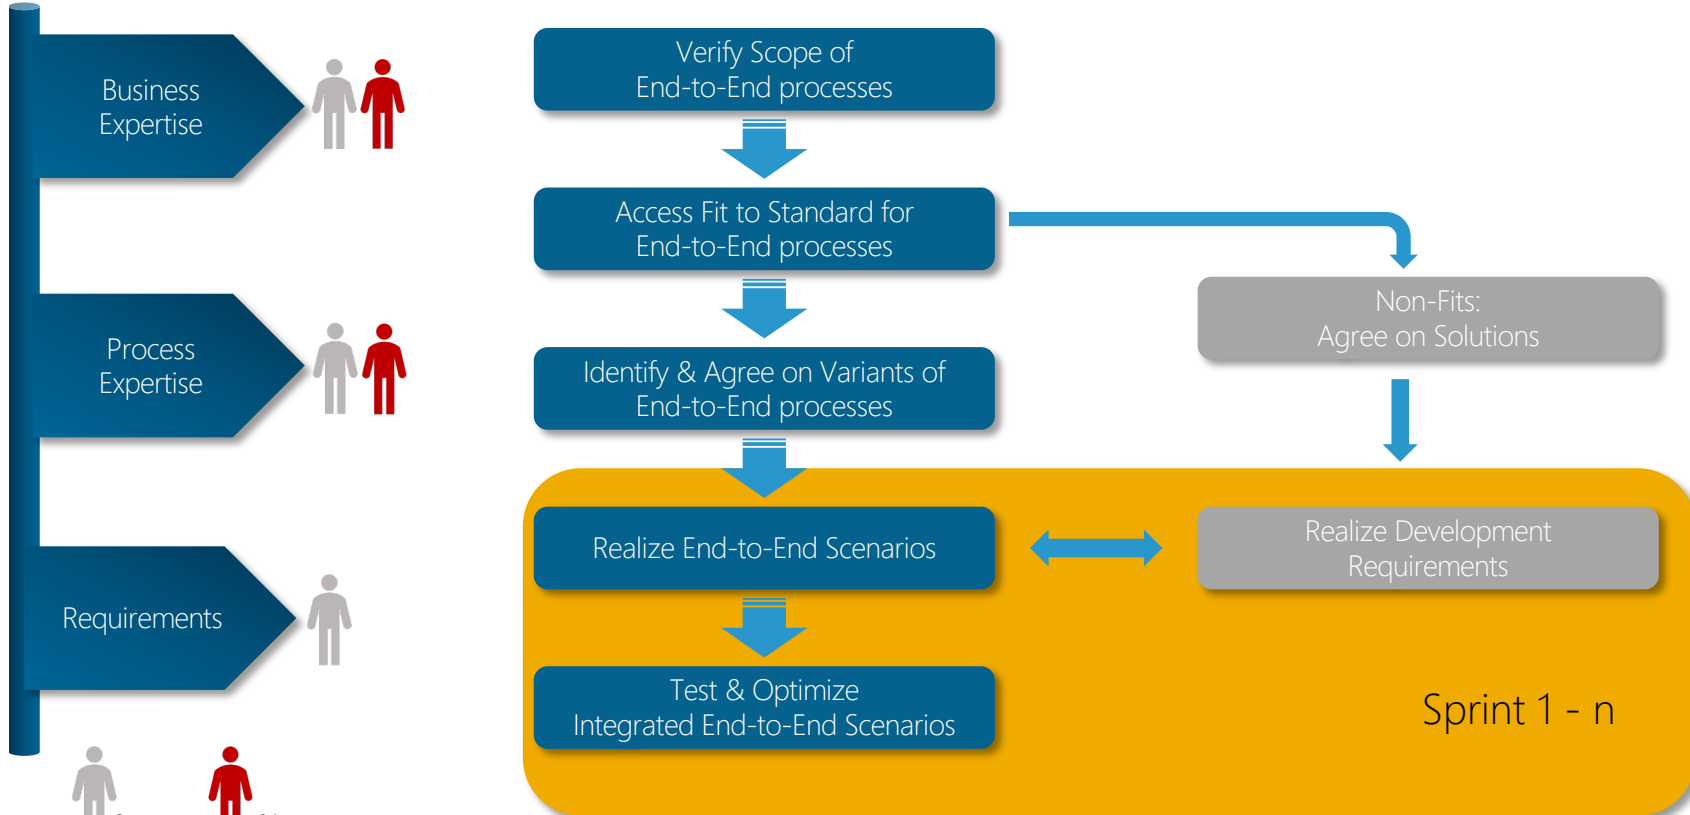 Business
Expertise
Process
Expertise
Requirements
Verify Scope of
End-to-End processes
Access Fit to Standard for
End-to-End processes
Identify & Agree on Variants of
End-to-End processes
Non-Fits:
Agree on Solutions
Realize End-to-End Scenarios
Realize Development
Requirements
Test & Optimize
Integrated End-to-End Scenarios
Sprint 1 - n